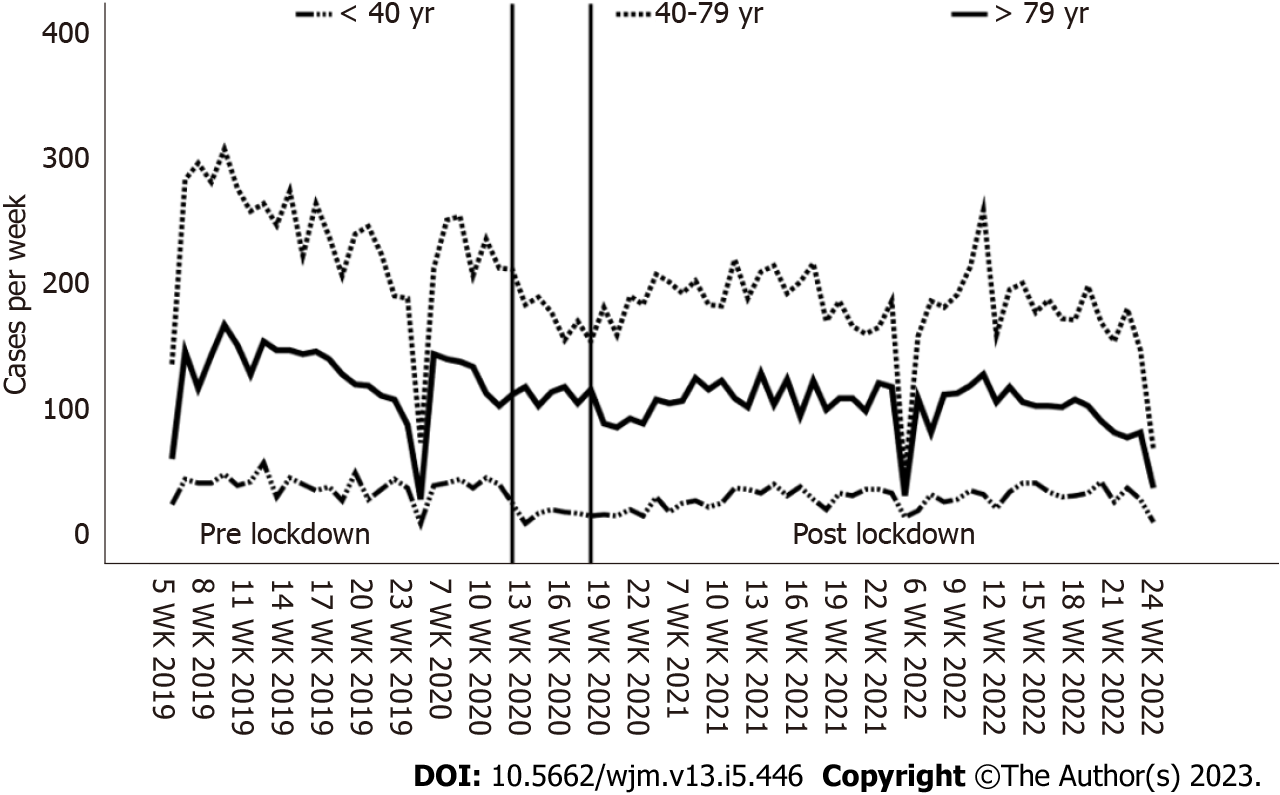 < 40 yr 40-79 yr > 79 yr
400
300
200
100
0
Cases per week
Pre lockdown
Post lockdown
5 WK 2019
8 WK 2019
11 WK 2019
14 WK 2019
17 WK 2019
20 WK 2019
23 WK 2019
7 WK 2020
10 WK 2020
13 WK 2020
16 WK 2020
19 WK 2020
22 WK 2020
7 WK 2021
10 WK 2021
13 WK 2021
16 WK 2021
19 WK 2021
22 WK 2021
6 WK 2022
9 WK 2022
12 WK 2022
15 WK 2022
18 WK 2022
21 WK 2022
24 WK 2022
DOI: 10.5662/wjm.v13.i5.446 Copyright ©The Author(s) 2023.